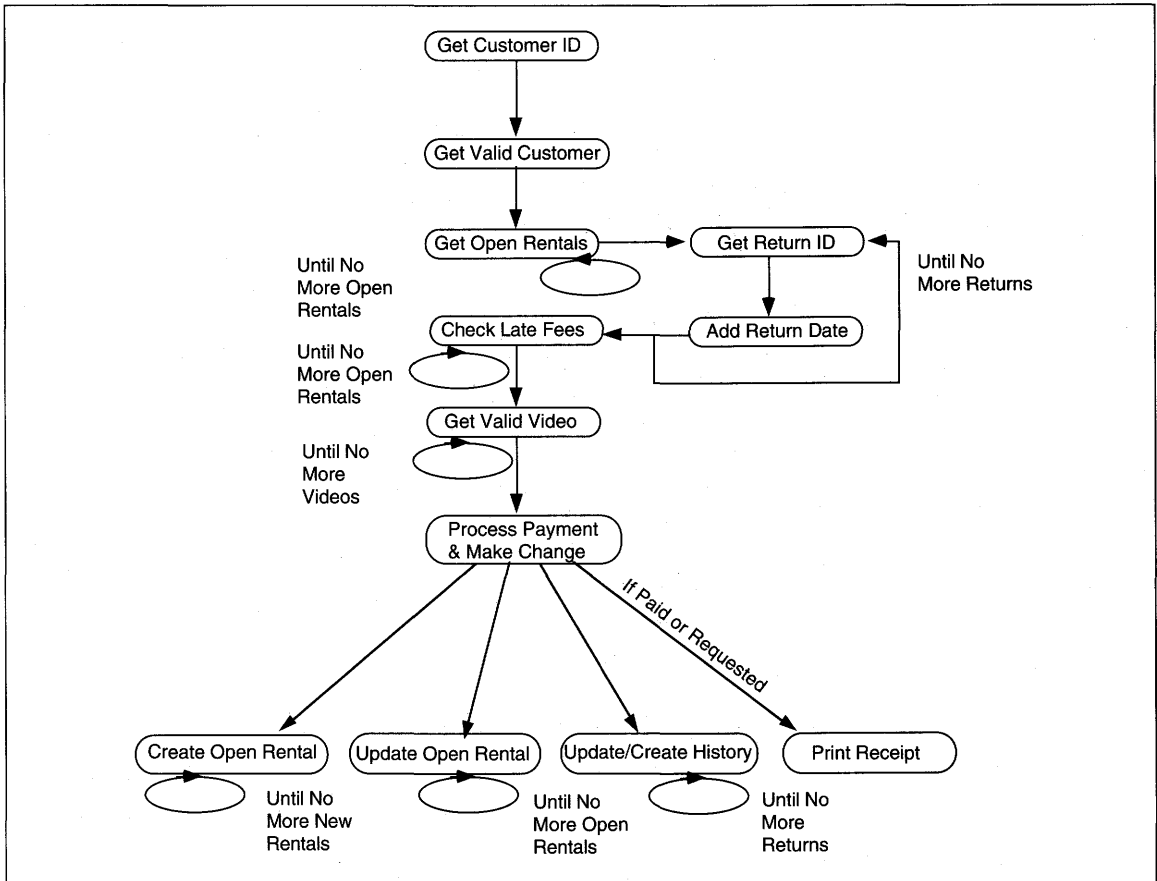 Get Customer ID
Get Valid Customer
Get Open Rentals
Get Return ID
Until No
More Open
Rentals
Until No
More Returns
Check Late Fees
Add Return Date
Until No
More Open
Rentals
Get Valid Video
Until No
More
Videos
Process Payment
& Make Change
If Paid or Requested
Create Open Rental
Update Open Rental
Update/Create History
Print Receipt
Until No
More New
Rentals
Until No
More Open
Rentals
Until No
More
Returns